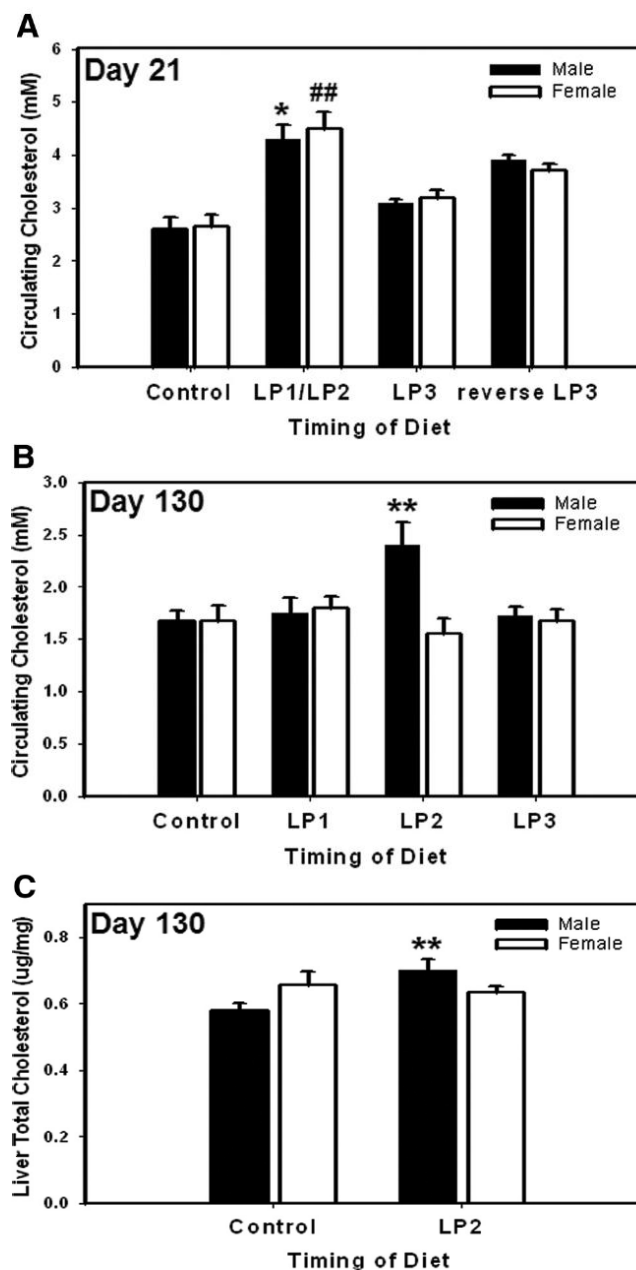 A
Day 21
Male
Female
*
##
Circulating Cholesterol (mM)
6
5
4
3
2
1
0
Control LP1/LP2 LP3 reverse LP3
Timing of Diet
B
Day 130
Male
Female
**
Circulating Cholesterol (mM)
3.0
2.5
2.0
1.5
1.0
0.5
0.0
Control LP1 LP2 LP3
Timing of Diet
C
Day 130
Male
Female
**
Liver Total Cholesterol (ug/mg)
0.8
0.6
0.4
0.2
0.0
Control LP2
Timing of Diet